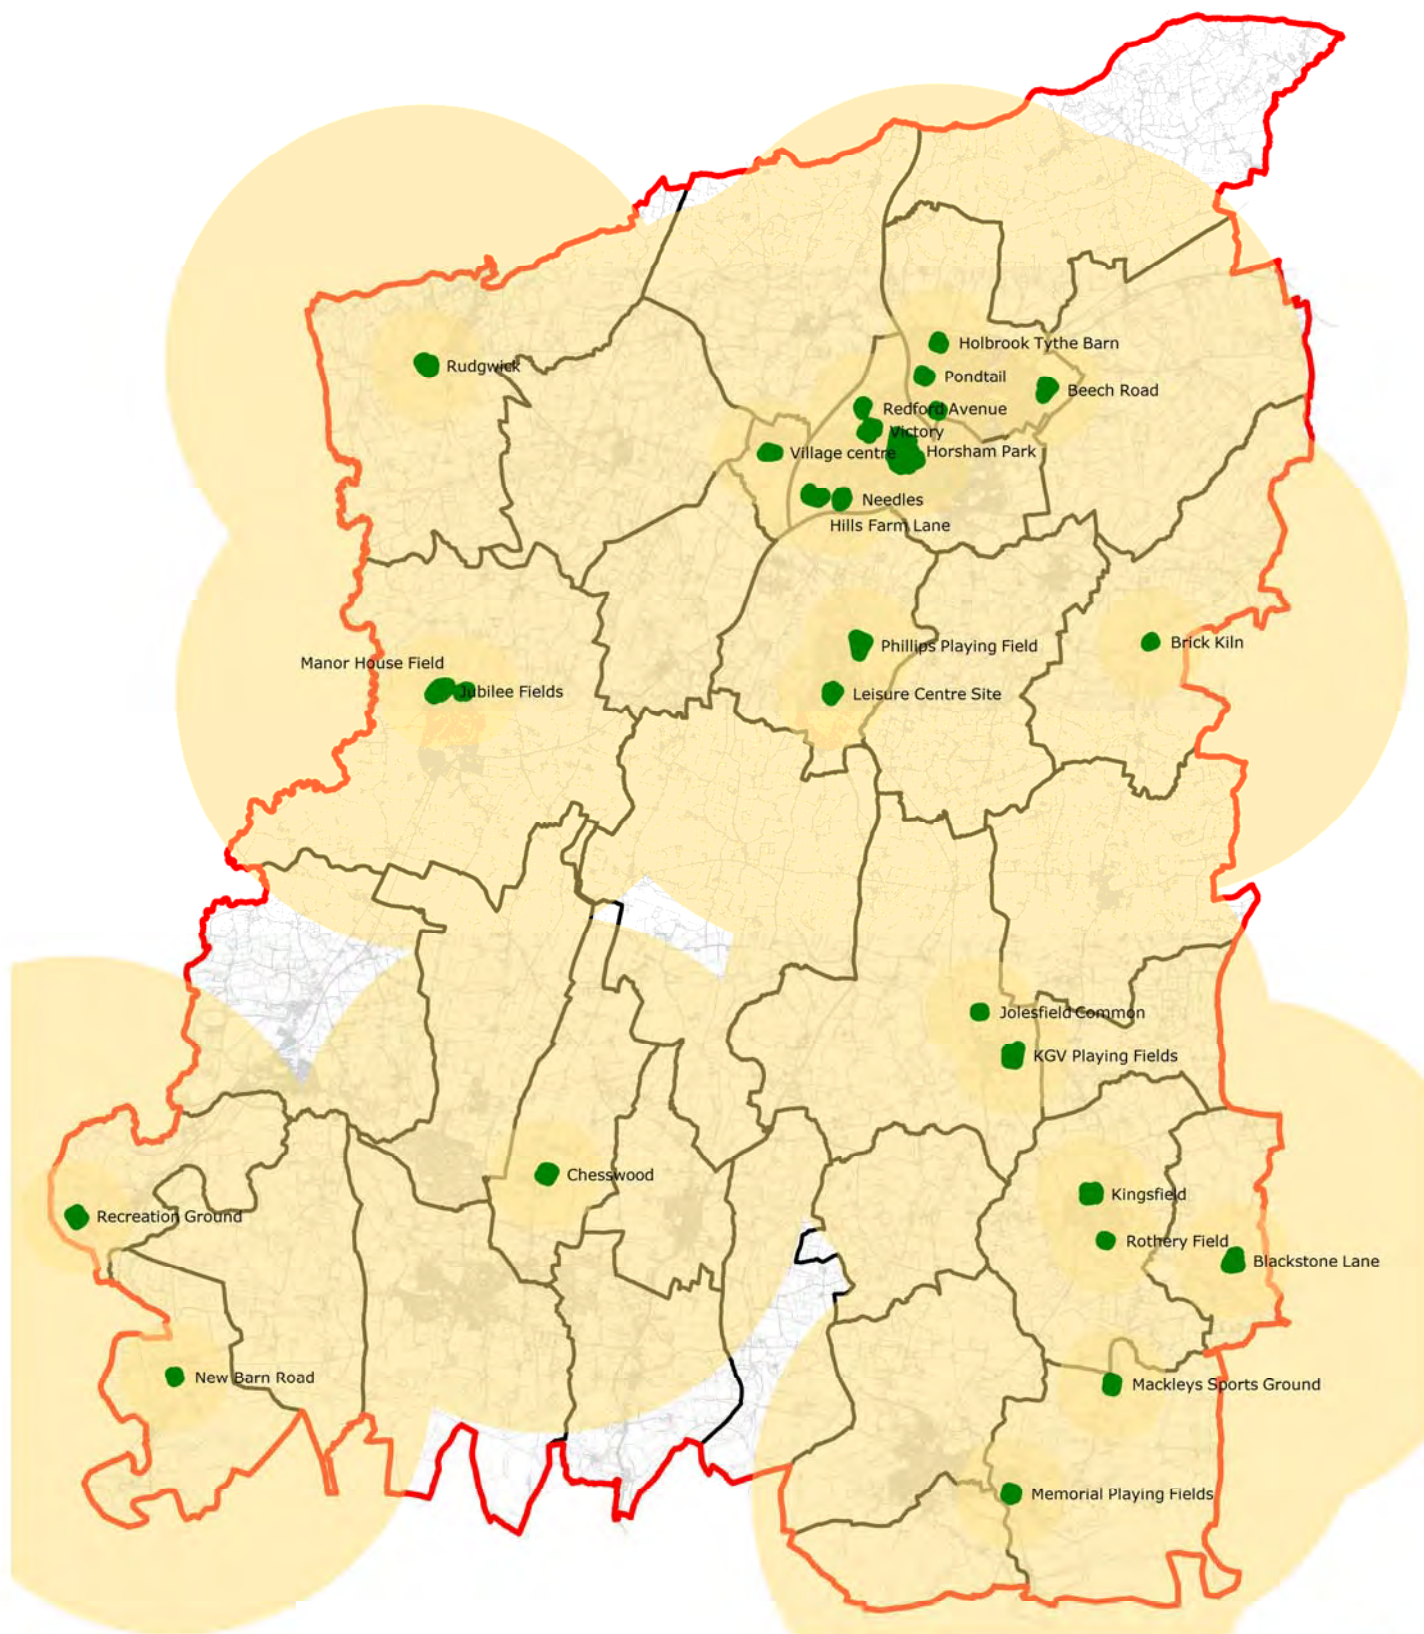 Holbrook Tythe Barn
Rudgwick
Pondtail
Beech Road
Redford Avenue
Victory
Village centre
Horsham Park
Needles
Hills Farm Lane
Phillips Playing Field
Brick Kiln
Manor House Field
Jubilee Fields
Leisure Centre Site
Jolesfield Common
KGV Playing Fields
Chesswood
Kingsfield
Recreation Ground
Rothery Field
Blackstone Lane
New Barn Road
Mackleys Sports Ground
Memorial Playing Fields